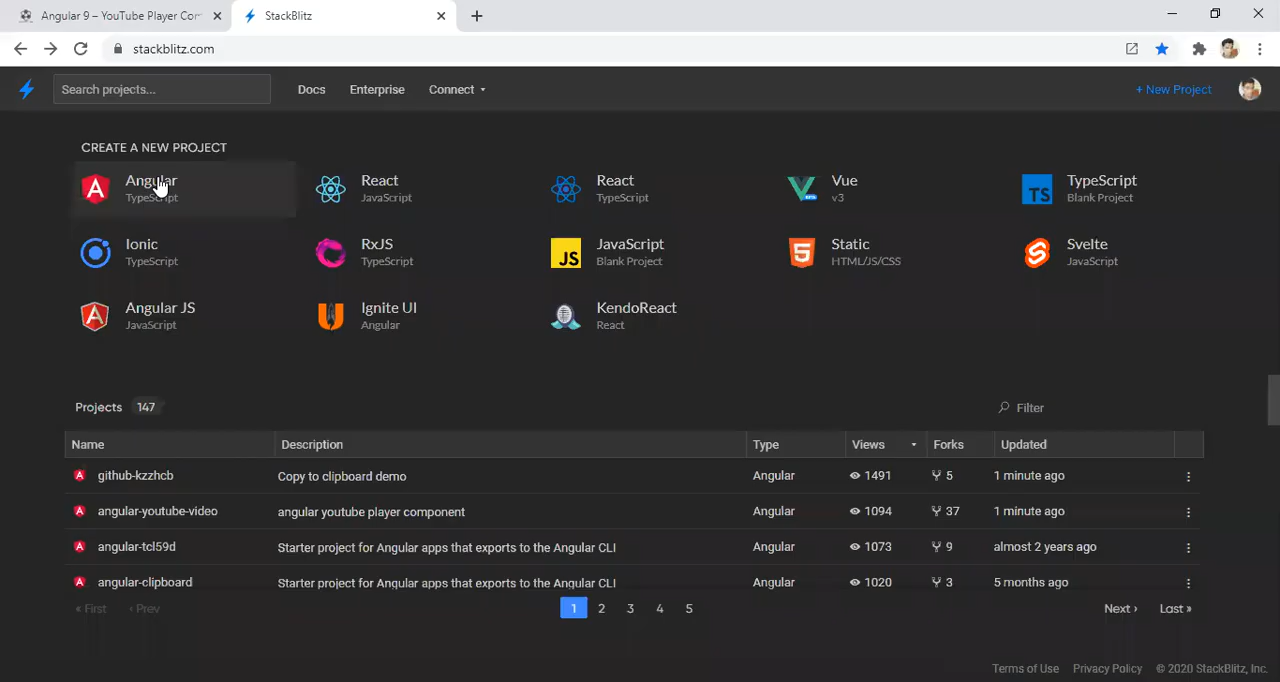 Angular 9 – YouTube Player Com
StackBlitz
stackblitz.com
Search projects...
Docs
Enterprise
Connect
+ New Project
CREATE A NEW PROJECT
Angular
TypeScript
React
JavaScript
React
TypeScript
Vue
v3
TS
TypeScript
Blank Project
Ionic
TypeScript
RxJS
TypeScript
JS
JavaScript
Blank Project
Static
HTML/JS/CSS
Svelte
JavaScript
Angular JS
JavaScript
Ignite UI
Angular
KendoReact
React
Projects 147
Filter
Name Description Type Views Forks Updated
github-kzzhcb Copy to clipboard demo Angular 1491 5 1 minute ago
angular-youtube-video angular youtube player component Angular 1094 37 1 minute ago
angular-tcl59d Starter project for Angular apps that exports to the Angular CLI Angular 1073 9 almost 2 years ago
angular-clipboard Starter project for Angular apps that exports to the Angular CLI Angular 1020 3 5 months ago
« First ‹ Prev 1 2 3 4 5 Next › Last »
Terms of Use Privacy Policy © 2020 StackBlitz, Inc.